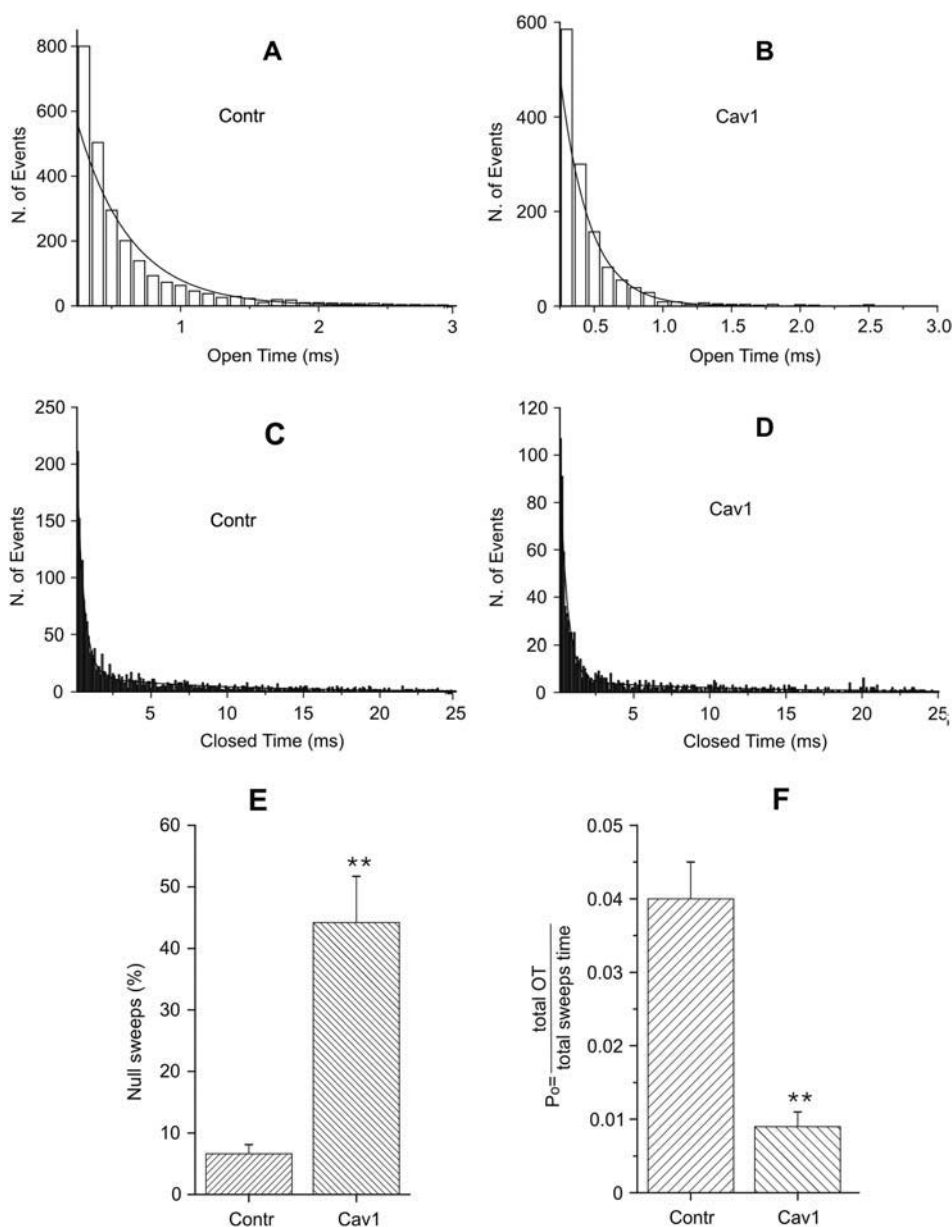 A
Contr
N. of Events
800
600
400
200
0
1
2
3
Open Time (ms)
B
Cav1
N. of Events
600
400
200
0
0.5
1.0
1.5
2.0
2.5
3.0
Open Time (ms)
C
Contr
N. of Events
250
200
150
100
50
0
5
10
15
20
25
Closed Time (ms)
D
Cav1
N. of Events
120
100
80
60
40
20
0
5
10
15
20
25
Closed Time (ms)
E
Null sweeps (%)
60
50
40
30
20
10
0
**
Contr
Cav1
F
Po= total OT
total sweeps time
0.05
0.04
0.03
0.02
0.01
0
**
Contr
Cav1